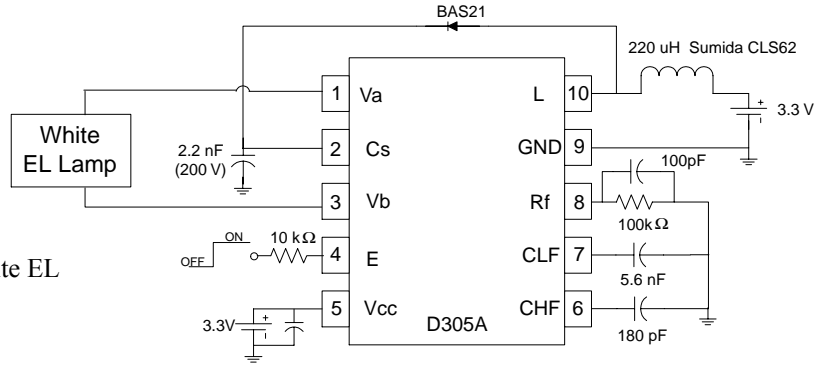 BAS21
220 uH Sumida CLS62
1 Va
L 10
3.3 V
White
EL Lamp
2.2 nF
(200 V)
2 Cs
GND 9
100pF
3 Vb
Rf 8
100kΩ
OFF ON
10 kΩ
4 E
CLF 7
5.6 nF
te EL
3.3V
5 Vcc
CHF 6
180 pF
D305A